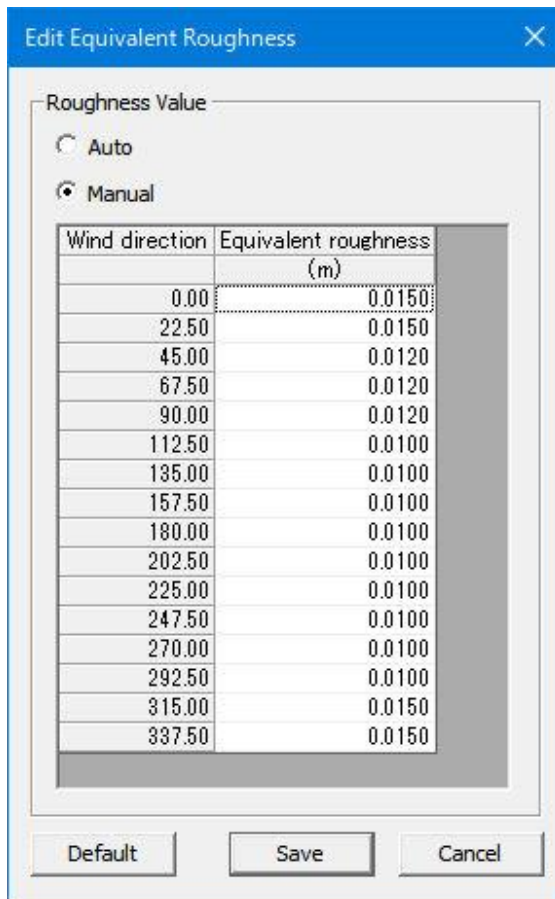 Edit Equivalent Roughness
Roughness Value
Auto
Manual
Wind direction Equivalent roughness
(m)
0.00 0.0150
22.50 0.0150
45.00 0.0120
67.50 0.0120
90.00 0.0120
112.50 0.0100
135.00 0.0100
157.50 0.0100
180.00 0.0100
202.50 0.0100
225.00 0.0100
247.50 0.0100
270.00 0.0100
292.50 0.0100
315.00 0.0150
337.50 0.0150
Default Save Cancel